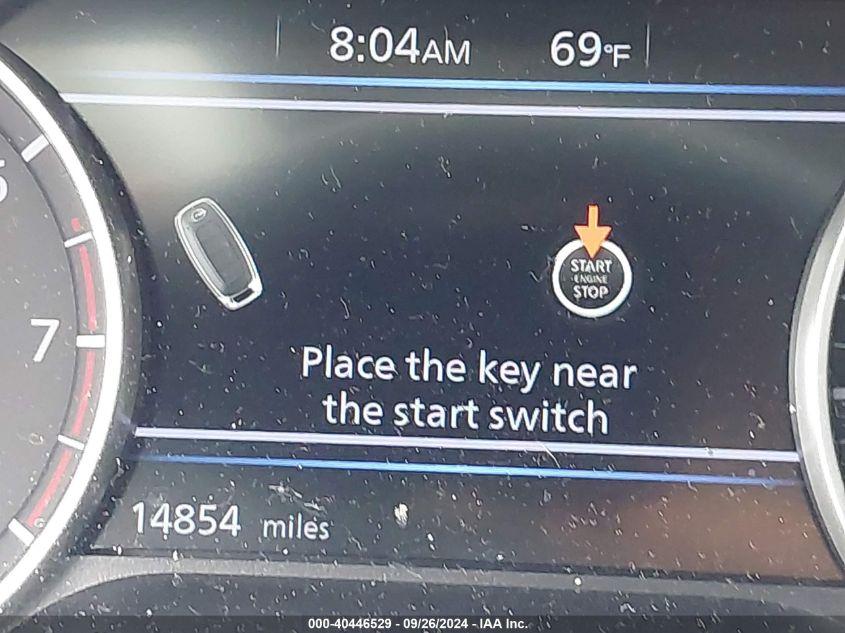 8:04AM 69°F
START
ENGINE
STOP
7
Place the key near
the start switch
14854 miles
000-40446529 - 09/26/2024 - IAA Inc.